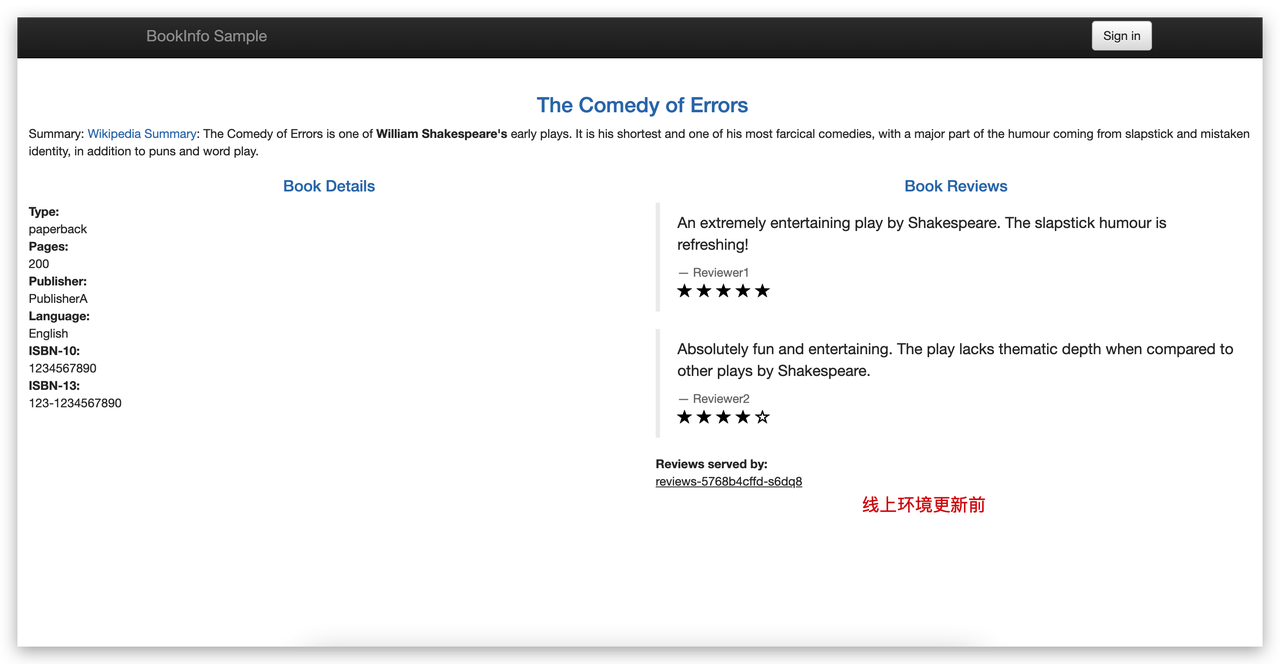 BookInfo Sample
Sign in
The Comedy of Errors
Summary: Wikipedia Summary: The Comedy of Errors is one of William Shakespeare's early plays. It is his shortest and one of his most farcical comedies, with a major part of the humour coming from slapstick and mistaken
identity, in addition to puns and word play.
Book Details
Type:
paperback
Pages:
200
Publisher:
PublisherA
Language:
English
ISBN-10:
1234567890
ISBN-13:
123-1234567890
Book Reviews
An extremely entertaining play by Shakespeare. The slapstick humour is
refreshing!
— Reviewer1
★★★★★
Absolutely fun and entertaining. The play lacks thematic depth when compared to
other plays by Shakespeare.
— Reviewer2
★★★★☆
Reviews served by:
reviews-5768b4cffd-s6dq8
线上环境更新前